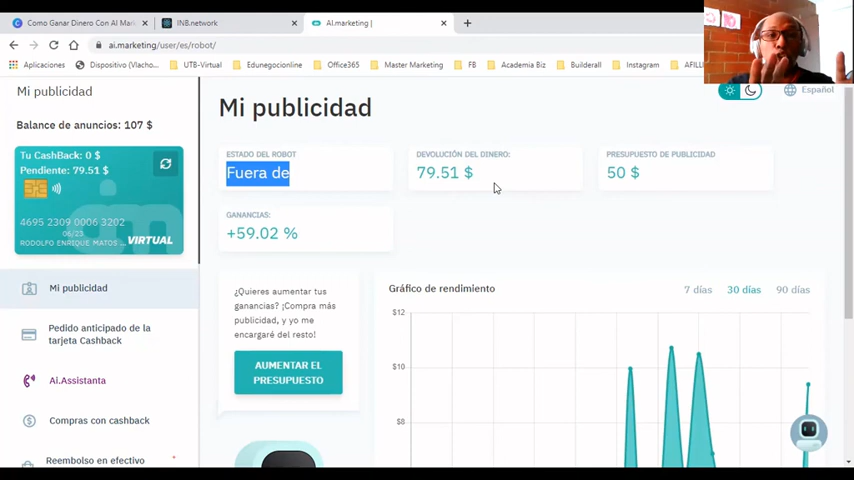 Como Ganar Dinero Con AI Mar
INB.network
AI.marketing |
ai.marketing/user/es/robot/
Aplicaciones
Dispositivo (Vlacho...
UTB-Virtual
Edunegocionline
Office365
Master Marketing
FB
Academia Biz
Builderall
Instagram
AFILI
Mi publicidad
Balance de anuncios: 107 $
Tu CashBack: 0 $
Pendiente: 79.51 $
4695 2309 0006 3202
06/23
RODOLFO ENRIQUE MATOS ...
VIRTUAL
Mi publicidad
Pedido anticipado de la
tarjeta Cashback
Ai.Assistanta
Compras con cashback
Reembolso en efectivo
Español
Mi publicidad
ESTADO DEL ROBOT
Fuera de
DEVOLUCIÓN DEL DINERO:
79.51 $
PRESUPUESTO DE PUBLICIDAD
50 $
GANANCIAS:
+59.02 %
¿Quieres aumentar tus
ganancias? ¡Compra más
publicidad, y yo me
encargaré del resto!
AUMENTAR EL
PRESUPUESTO
Gráfico de rendimiento
7 días
30 días
90 días
$12
$10
$8